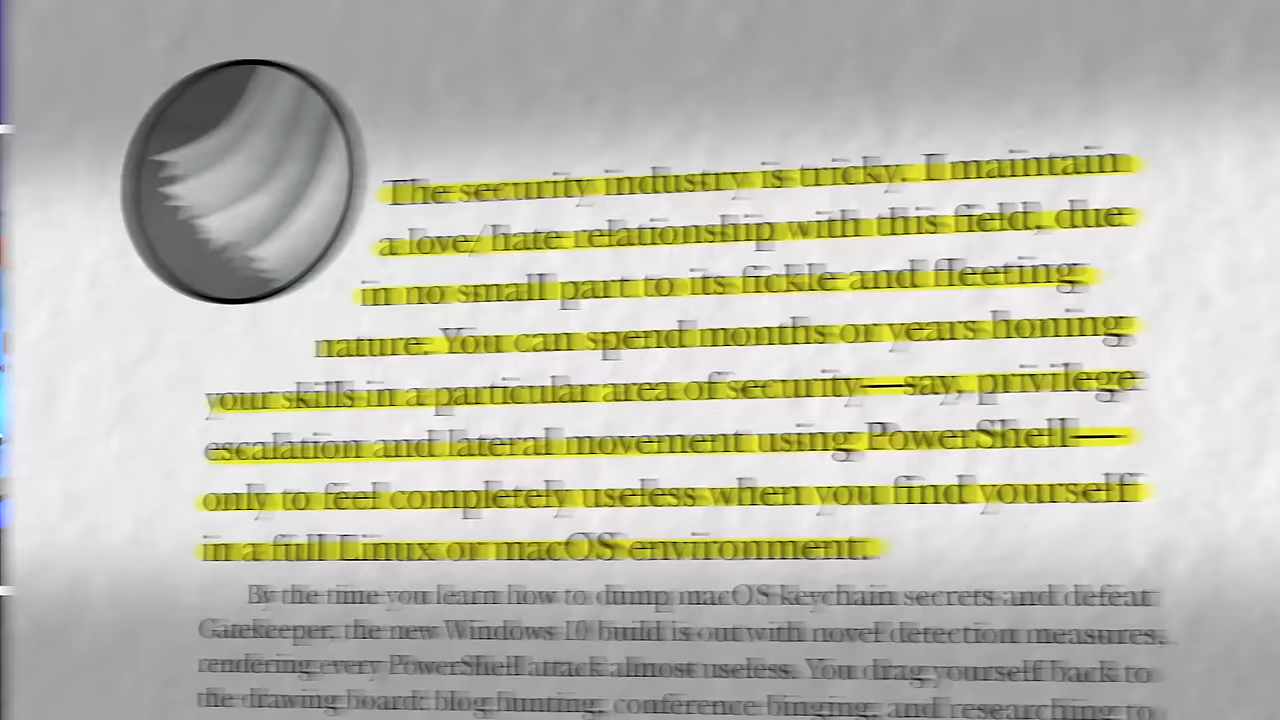 The security industry is tricky. I maintain
a love/hate relationship with this field, due
in no small part to its fickle and fleeting
nature. You can spend months or years honing
your skills in a particular area of security—say, privilege
escalation and lateral movement using PowerShell—
only to feel completely useless when you find yourself
in a full Linux or macOS environment.
By the time you learn how to dump macOS keychain secrets and defeat
Gatekeeper, the new Windows 10 build is out with novel detection measures,
rendering every PowerShell attack almost useless. You drag yourself back to
the drawing board: blog hunting, conference binging, and researching to